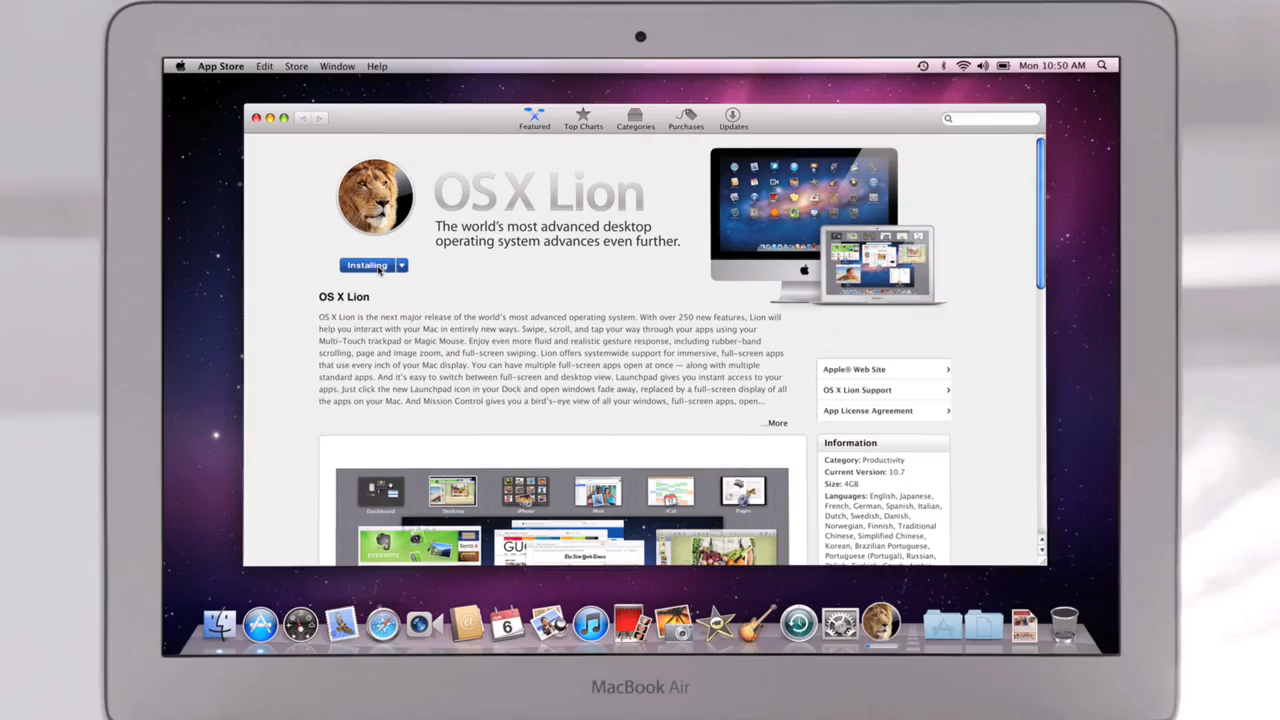 App Store Edit Store Window Help Mon 10:50 AM
Featured Top Charts Categories Purchases Updates
OS X Lion
The world's most advanced desktop
operating system advances even further.
Installing
OS X Lion
OS X Lion is the next major release of the world's most advanced operating system. With over 250 new features, Lion will
help you interact with your Mac in entirely new ways. Swipe, scroll, and tap your way through your apps using your
Multi-Touch trackpad or Magic Mouse. Enjoy even more fluid and realistic gesture response, including rubber-band
scrolling, page and image zoom, and full-screen swiping. Lion offers systemwide support for immersive, full-screen apps
that use every inch of your Mac display. You can have multiple full-screen apps open at once — along with multiple
standard apps. And it's easy to switch between full-screen and desktop view. Launchpad gives you instant access to your
apps. Just click the new Launchpad icon in your Dock and open windows fade away, replaced by a full-screen display of all
the apps on your Mac. And Mission Control gives you a bird's-eye view of all your windows, full-screen apps, open...
...More
Apple® Web Site
OS X Lion Support
App License Agreement
Information
Category: Productivity
Current Version: 10.7
Size: 4GB
Languages: English, Japanese,
French, German, Spanish, Italian,
Dutch, Swedish, Danish,
Norwegian, Finnish, Traditional
Chinese, Simplified Chinese,
Korean, Brazilian Portuguese,
Portuguese (Portugal), Russian,
Dashboard Desktop iPhoto Mail iCal Pages
EVERNOTE
The New York Times
JUN
6
MacBook Air